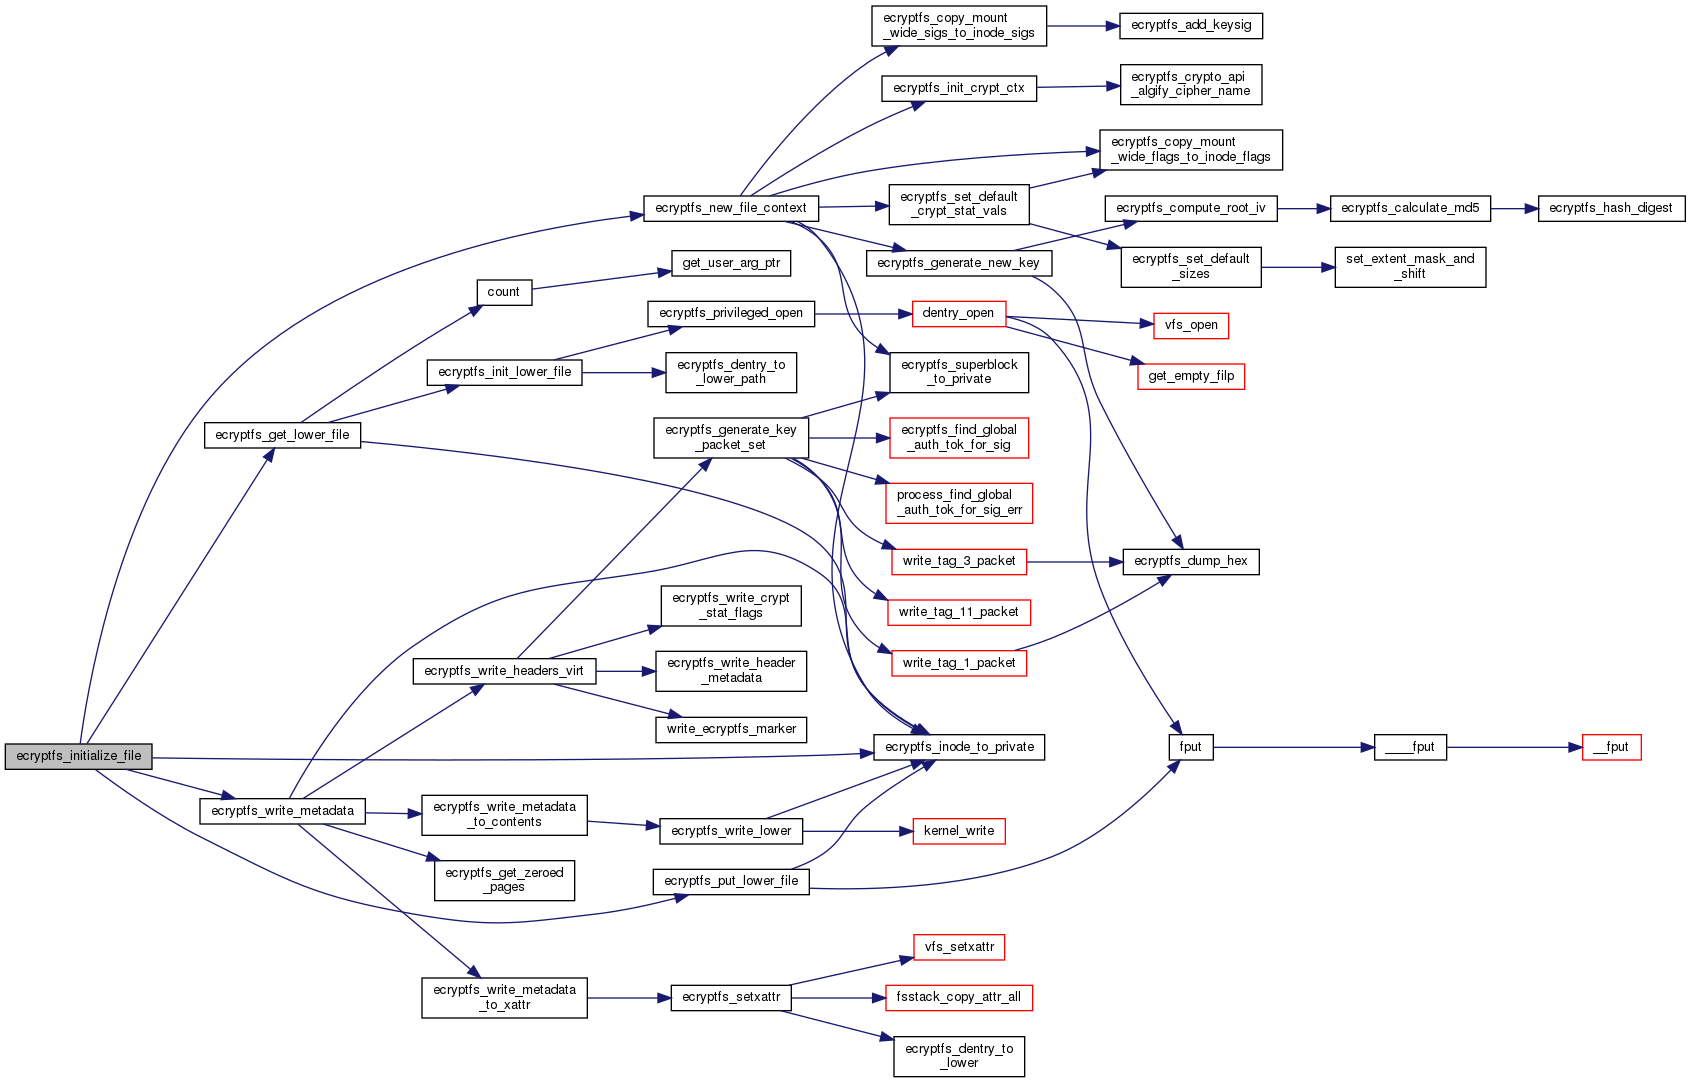 ecryptfs_copy_mount
_wide_sigs_to_inode_sigs
ecryptfs_add_keysig
ecryptfs_init_crypt_ctx
ecryptfs_crypto_api
_algify_cipher_name
ecryptfs_copy_mount
_wide_flags_to_inode_flags
ecryptfs_new_file_context
ecryptfs_set_default
_crypt_stat_vals
ecryptfs_compute_root_iv
ecryptfs_calculate_md5
ecryptfs_hash_digest
get_user_arg_ptr
ecryptfs_generate_new_key
ecryptfs_set_default
_sizes
set_extent_mask_and
_shift
count
ecryptfs_privileged_open
dentry_open
vfs_open
ecryptfs_init_lower_file
ecryptfs_dentry_to
_lower_path
ecryptfs_superblock
_to_private
get_empty_filp
ecryptfs_get_lower_file
ecryptfs_generate_key
_packet_set
ecryptfs_find_global
_auth_tok_for_sig
process_find_global
_auth_tok_for_sig_err
write_tag_3_packet
ecryptfs_dump_hex
ecryptfs_write_crypt
_stat_flags
write_tag_11_packet
ecryptfs_write_headers_virt
ecryptfs_write_header
_metadata
write_tag_1_packet
write_ecryptfs_marker
ecryptfs_initialize_file
ecryptfs_inode_to_private
fput
____fput
__fput
ecryptfs_write_metadata
ecryptfs_write_metadata
_to_contents
ecryptfs_write_lower
kernel_write
ecryptfs_get_zeroed
_pages
ecryptfs_put_lower_file
vfs_setxattr
ecryptfs_write_metadata
_to_xattr
ecryptfs_setxattr
fsstack_copy_attr_all
ecryptfs_dentry_to
_lower